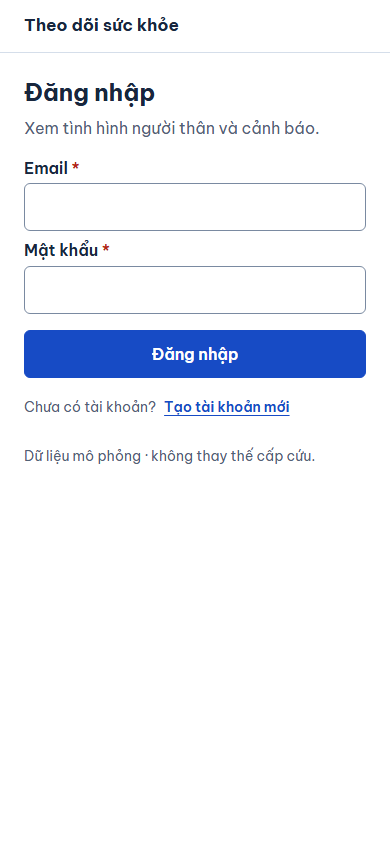 Theo dõi sức khỏe
Đăng nhập
Xem tình hình người thân và cảnh báo.
Email *
Mật khẩu *
Đăng nhập
Chưa có tài khoản? Tạo tài khoản mới
Dữ liệu mô phỏng · không thay thế cấp cứu.